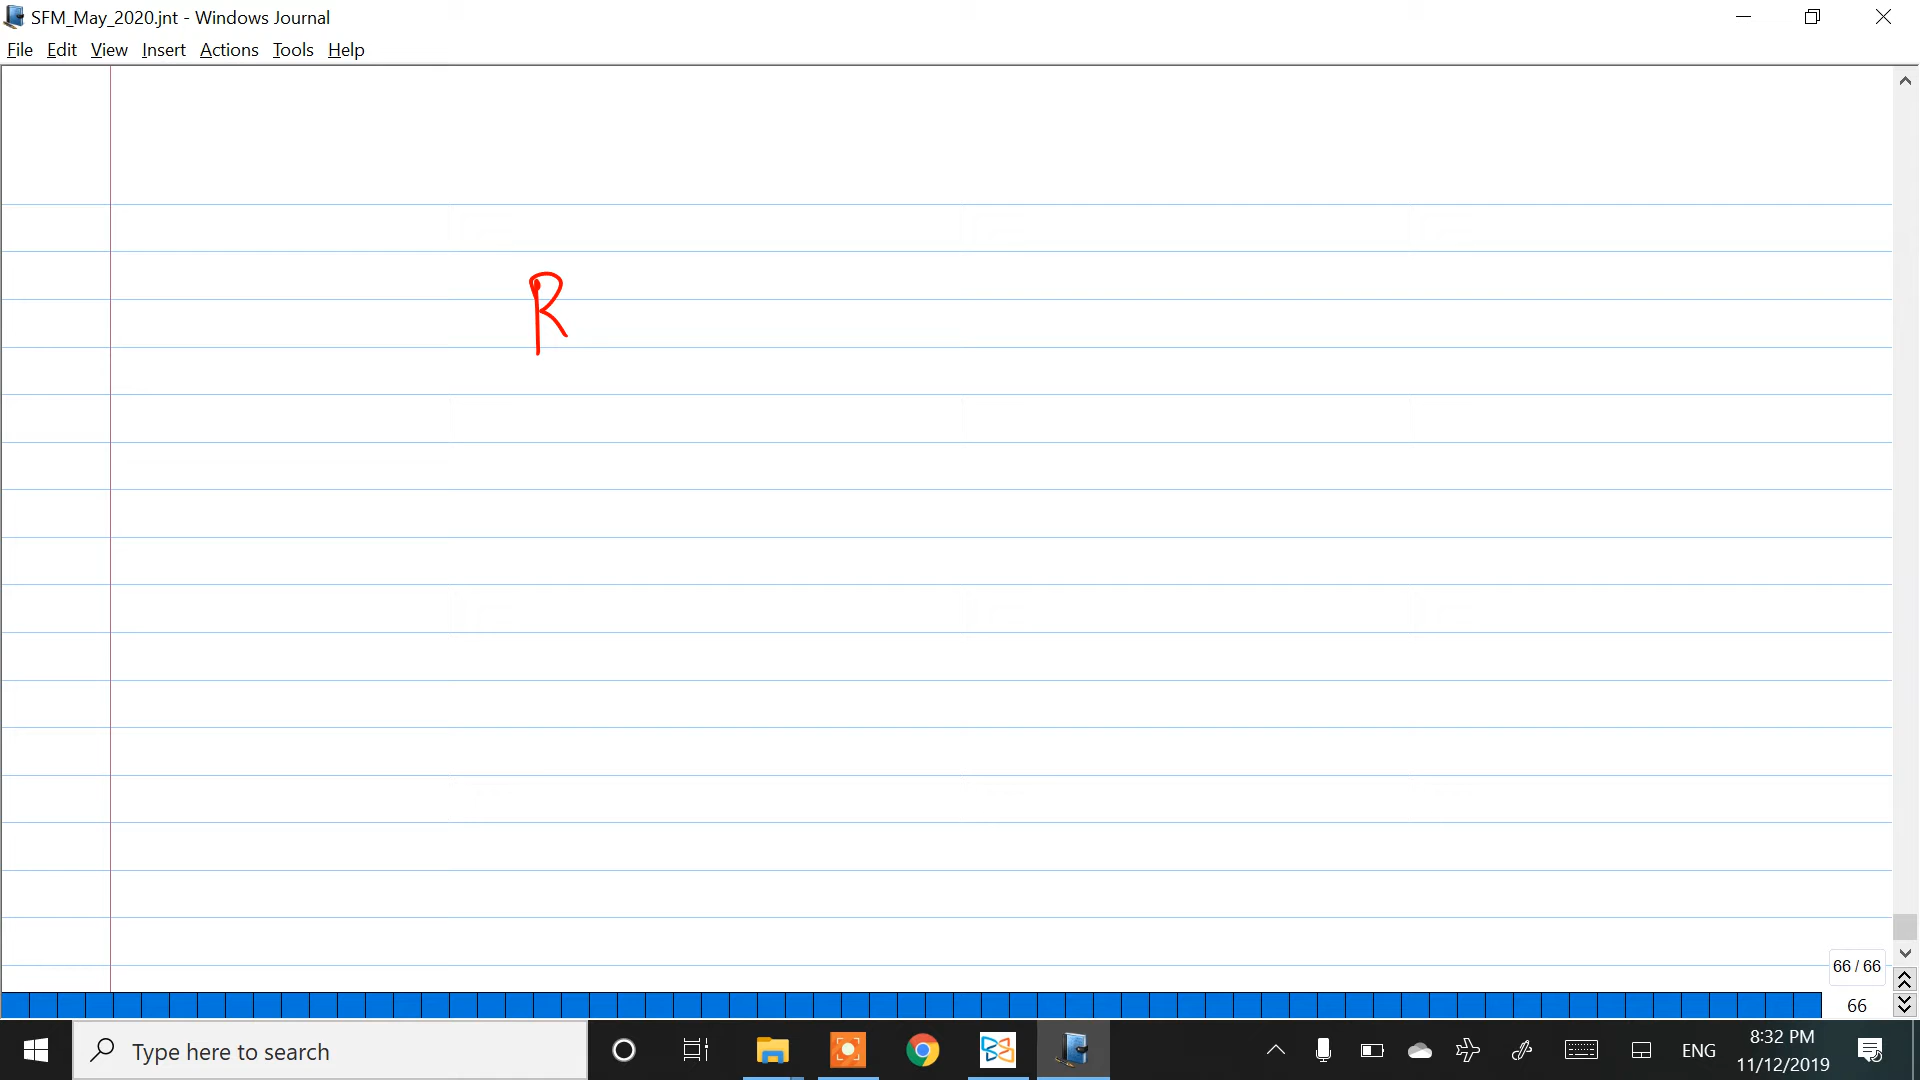 SFM_May_2020.jnt - Windows Journal
File Edit View Insert Actions Tools Help
R
66 / 66
66
Type here to search
ENG
8:32 PM
11/12/2019